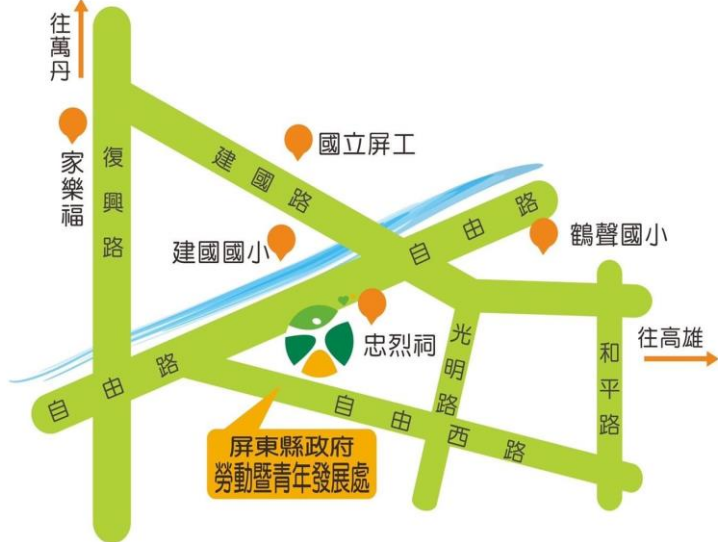 往萬丹
家樂福
復興路
建國路
國立屏工
建國國小
自由路
鶴聲國小
忠烈祠
光明路
和平路
往高雄
自由路
自由西路
屏東縣政府
勞動暨青年發展處